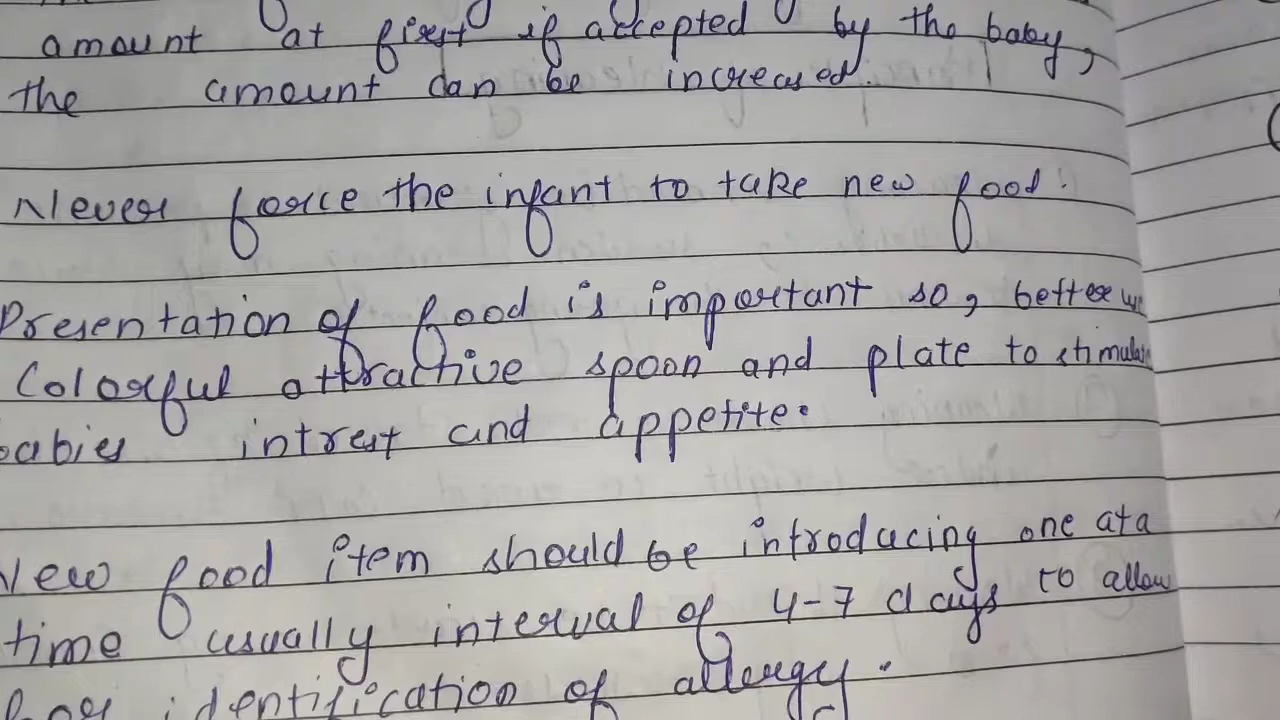 amount at first if accepted by the baby,
the amount can be increased.
Never force the infant to take new food.
Presentation of food is important so, better use
Colorful attractive spoon and plate to stimulate
babies intrest and appetite.
New food item should be introducing one at a
time usually interval of 4-7 days to allow
for identification of allergy.